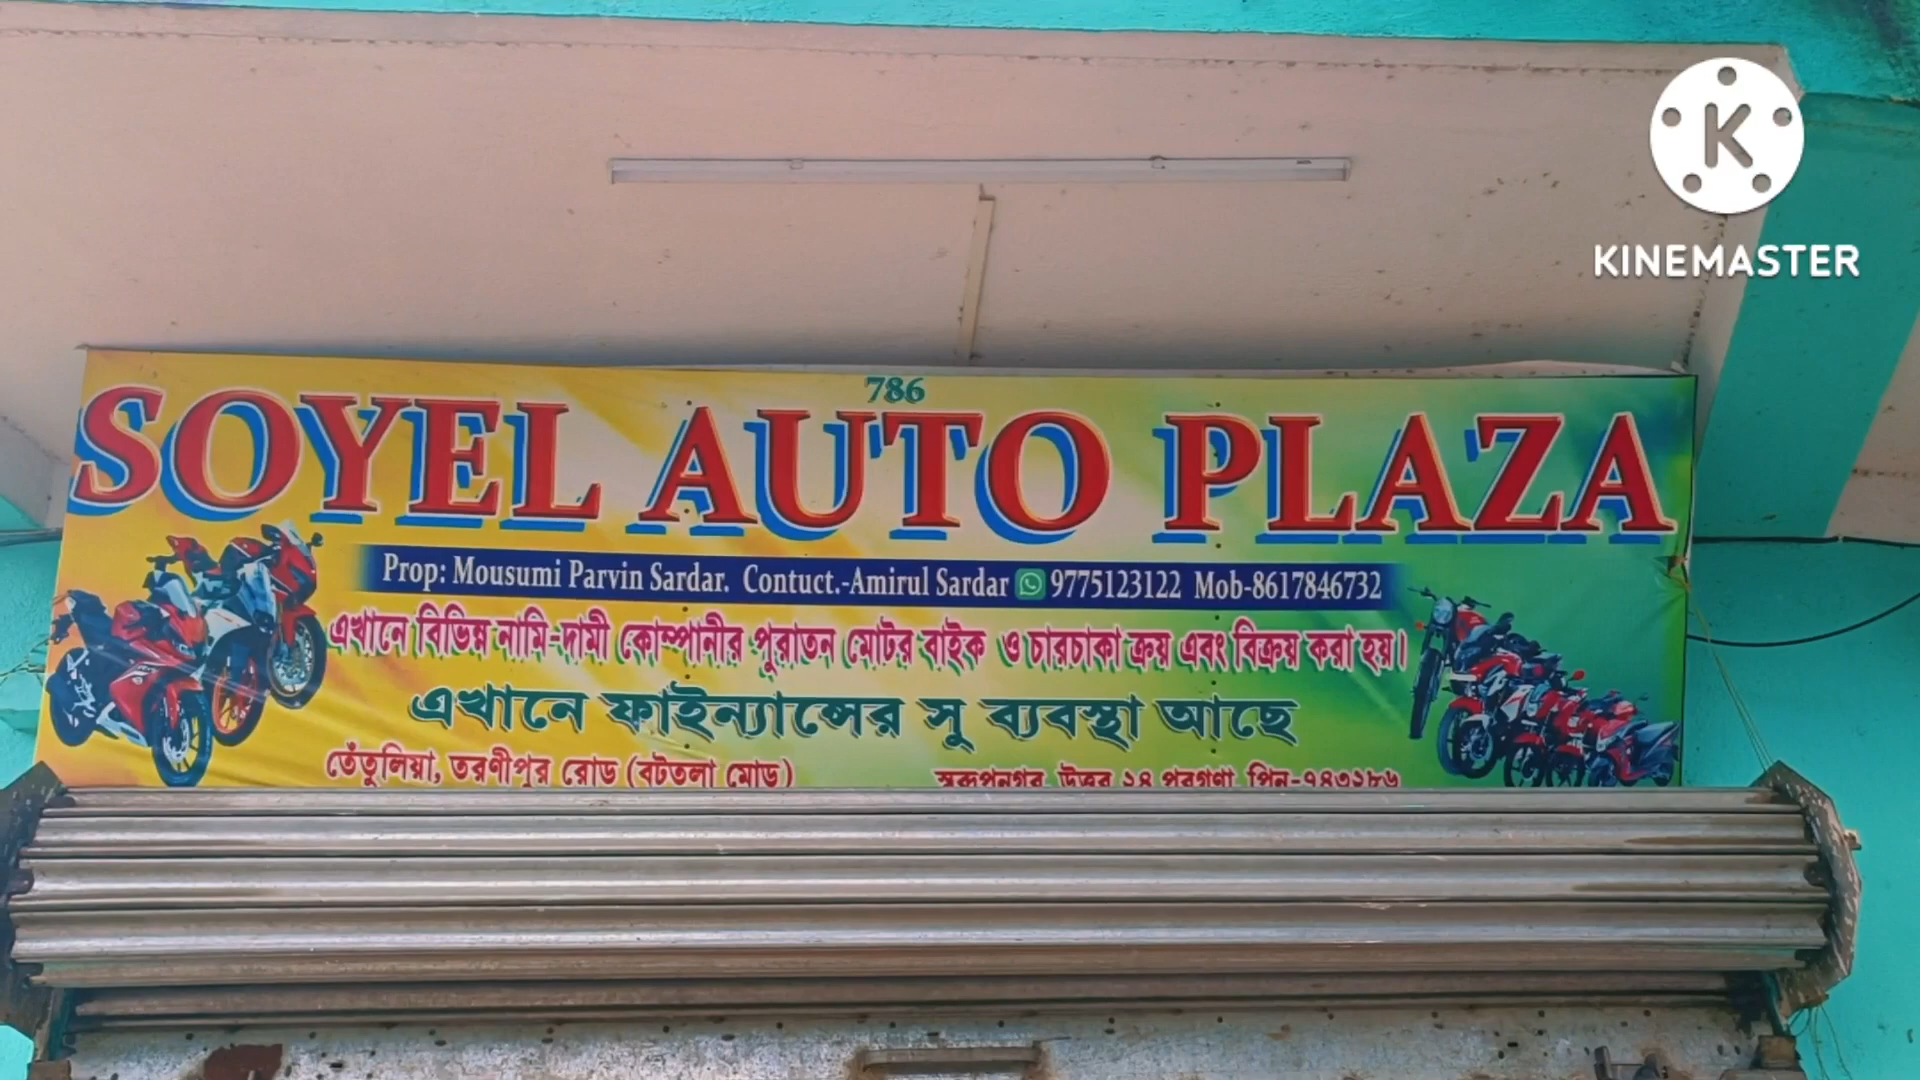 KINEMASTER
786
SOYEL AUTO PLAZA
Prop: Mousumi Parvin Sardar. Contuct.-Amirul Sardar 9775123122 Mob-8617846732
এখানে বিভিন্ন নামি-দামী কোম্পানীর পুরাতন মোটর বাইক ও চারচাকা ক্রয় এবং বিক্রয় করা হয়।
এখানে ফাইন্যান্সের সু ব্যবস্থা আছে
তেঁতুলিয়া, তরণীপুর রোড (বটতলা মোড়) স্বরূপনগর, উত্তর ২৪ পরগণা, পিন-৭৪৩২৮৬